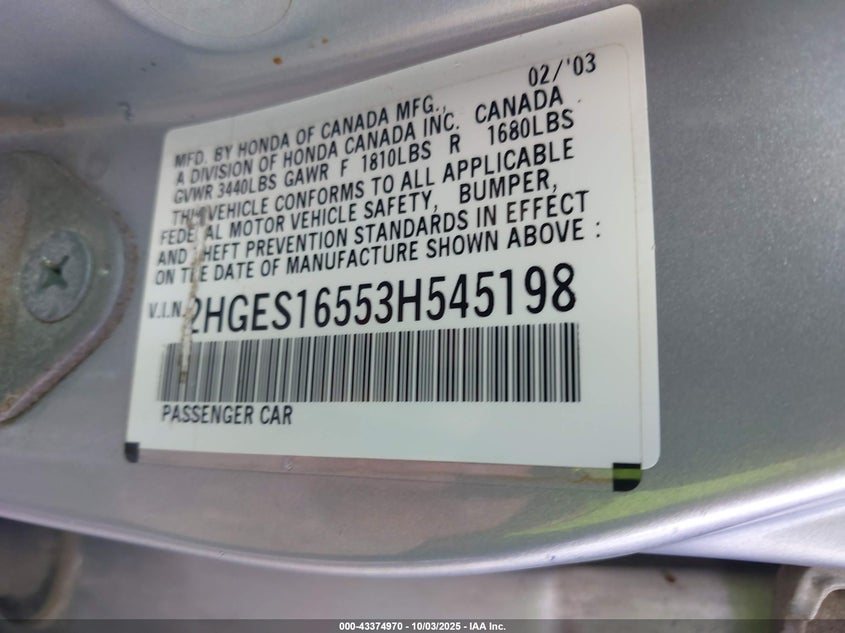 02/'03
MFD. BY HONDA OF CANADA MFG.,
A DIVISION OF HONDA CANADA INC. CANADA
GVWR 3440LBS GAWR F 1810LBS R 1680LBS
THIS VEHICLE CONFORMS TO ALL APPLICABLE
FEDERAL MOTOR VEHICLE SAFETY, BUMPER,
AND THEFT PREVENTION STANDARDS IN EFFECT
ON THE DATE OF MANUFACTURE SHOWN ABOVE :
V.I.N. 2HGES16553H545198
PASSENGER CAR
000-43374970 - 10/03/2025 - IAA Inc.